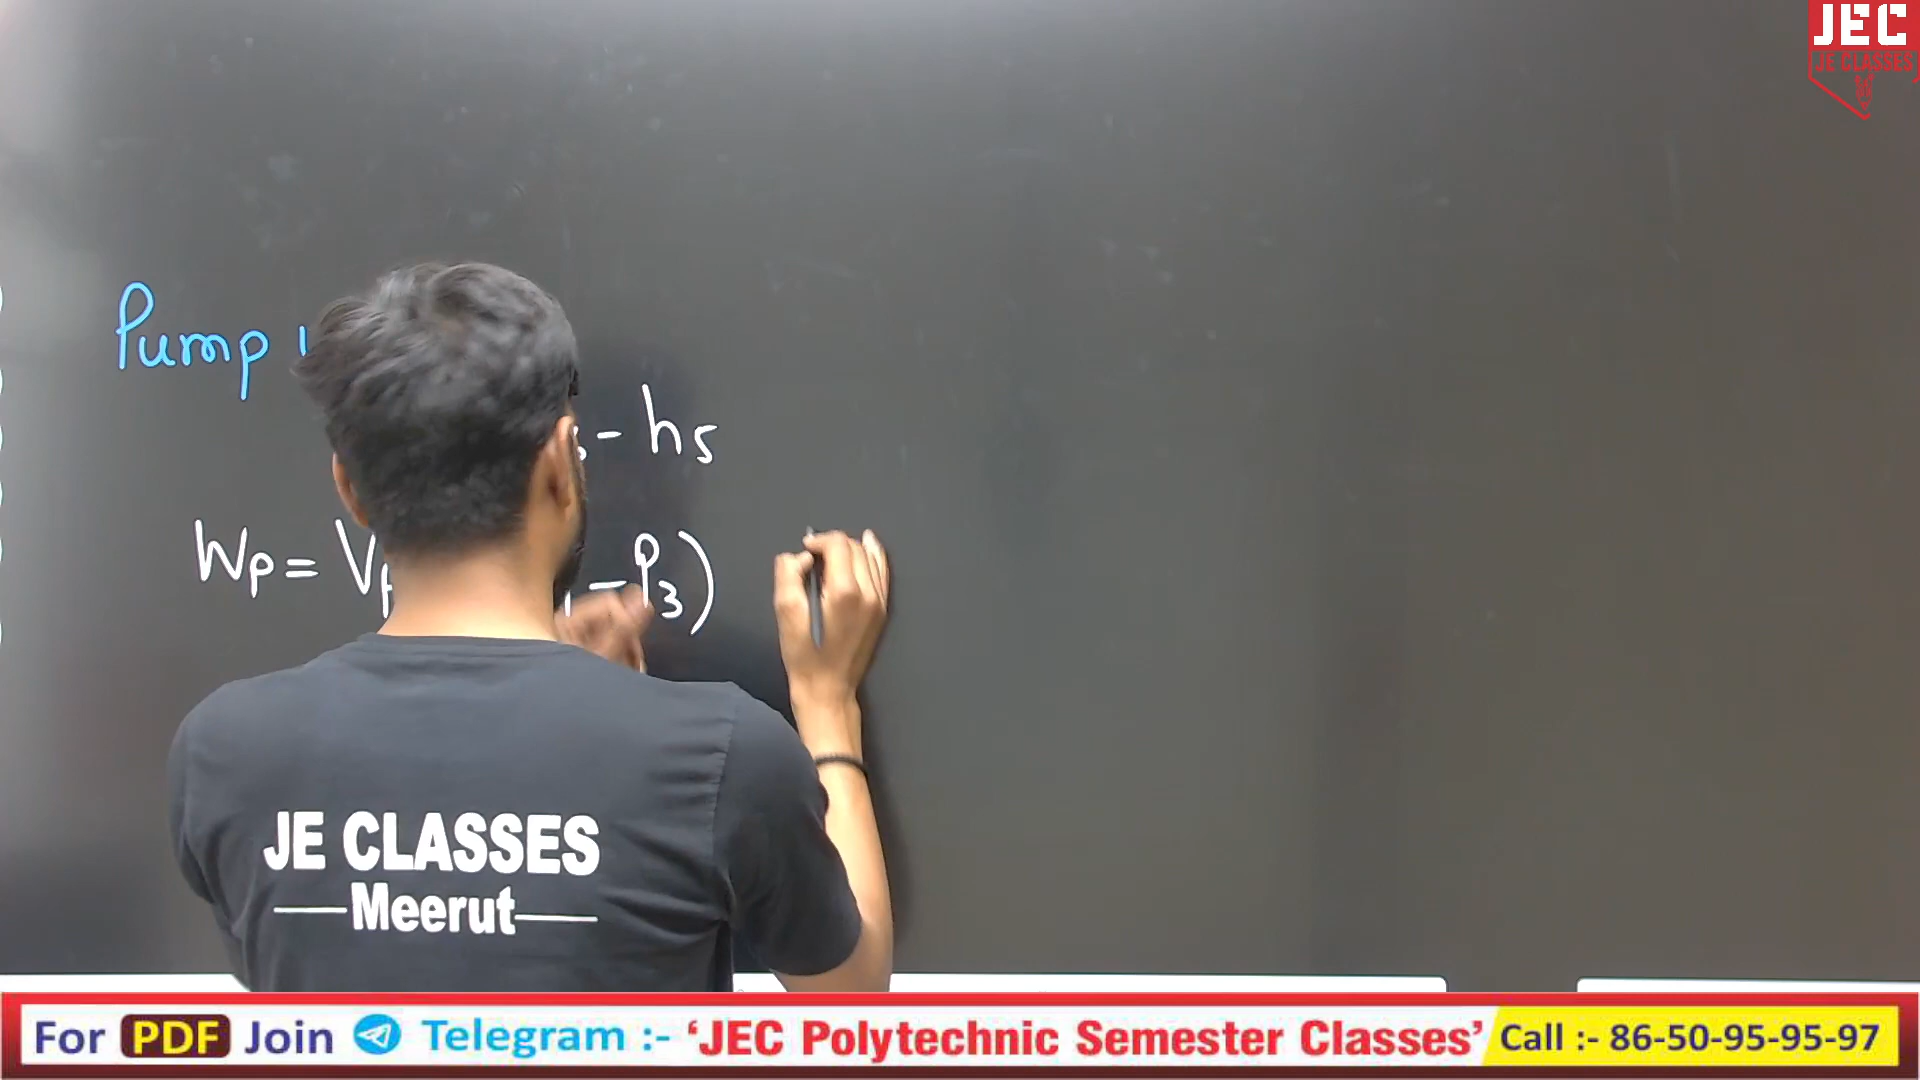 JEC
JE CLASSES
Pump
- h5
Wp = V
- P3)
JE CLASSES
Meerut
For PDF Join Telegram :- 'JEC Polytechnic Semester Classes' Call :- 86-50-95-95-97